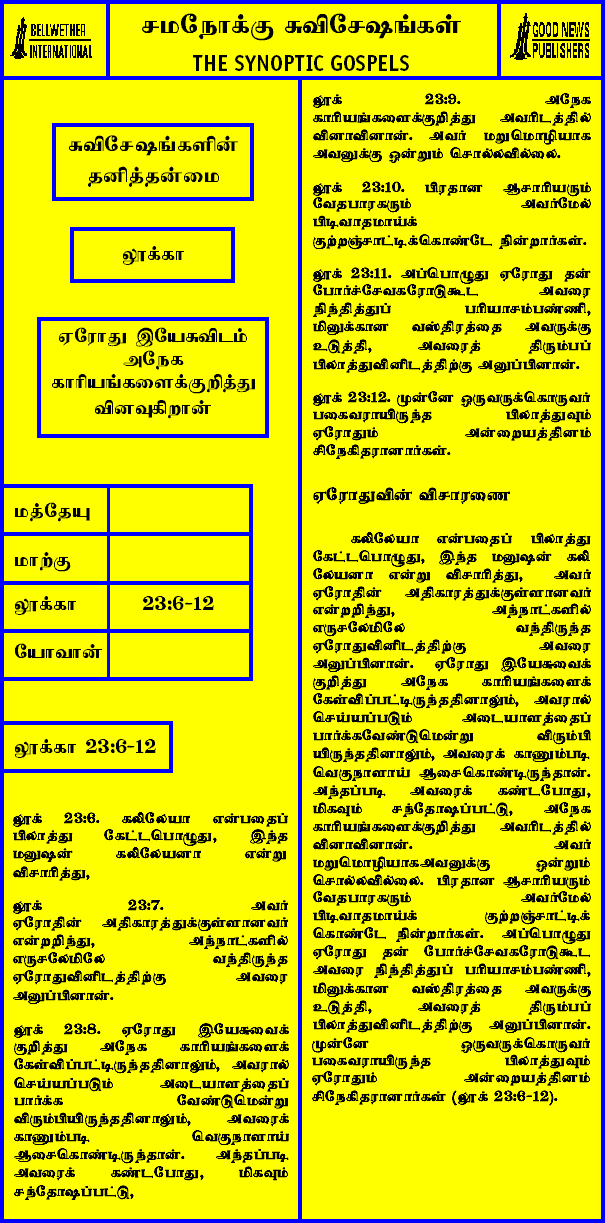 BELLWETHER
INTERNATIONAL
சமநோக்கு சுவிசேஷங்கள்
THE SYNOPTIC GOSPELS
GOOD NEWS
PUBLISHERS
சுவிசேஷங்களின்
தனித்தன்மை
லூக்கா
ஏரோது இயேசுவிடம்
அநேக
காரியங்களைக்குறித்து
வினவுகிறான்
மத்தேயு
மாற்கு
லூக்கா 23:6-12
யோவான்
லூக்கா 23:6-12
லூக் 23:6. கலிலேயா என்பதைப்
பிலாத்து கேட்டபொழுது, இந்த
மனுஷன் கலிலேயனா என்று
விசாரித்து,
லூக் 23:7. அவர்
ஏரோதின் அதிகாரத்துக்குள்ளானவர்
என்றறிந்து, அந்நாட்களில்
எருசலேமிலே வந்திருந்த
ஏரோதுவினிடத்திற்கு அவரை
அனுப்பினான்.
லூக் 23:8. ஏரோது இயேசுவைக்
குறித்து அநேக காரியங்களைக்
கேள்விப்பட்டிருந்ததினாலும், அவரால்
செய்யப்படும் அடையாளத்தைப்
பார்க்க வேண்டுமென்று
விரும்பியிருந்ததினாலும், அவரைக்
காணும்படி வெகுநாளாய்
ஆசைகொண்டிருந்தான். அந்தப்படி
அவரைக் கண்டபோது, மிகவும்
சந்தோஷப்பட்டு,
லூக் 23:9. அநேக
காரியங்களைக்குறித்து அவரிடத்தில்
வினாவினான். அவர் மறுமொழியாக
அவனுக்கு ஒன்றும் சொல்லவில்லை.
லூக் 23:10. பிரதான ஆசாரியரும்
வேதபாரகரும் அவர்மேல்
பிடிவாதமாய்க்
குற்றஞ்சாட்டிக்கொண்டே நின்றார்கள்.
லூக் 23:11. அப்பொழுது ஏரோது தன்
போர்ச்சேவகரோடுகூட அவரை
நிந்தித்துப் பரியாசம்பண்ணி,
மினுக்கான வஸ்திரத்தை அவருக்கு
உடுத்தி, அவரைத் திரும்பப்
பிலாத்துவினிடத்திற்கு அனுப்பினான்.
லூக் 23:12. முன்னே ஒருவருக்கொருவர்
பகைவராயிருந்த பிலாத்துவும்
ஏரோதும் அன்றையத்தினம்
சிநேகிதரானார்கள்.
ஏரோதுவின் விசாரணை
கலிலேயா என்பதைப் பிலாத்து
கேட்டபொழுது, இந்த மனுஷன் கலி
லேயனா என்று விசாரித்து, அவர்
ஏரோதின் அதிகாரத்துக்குள்ளானவர்
என்றறிந்து, அந்நாட்களில்
எருசலேமிலே வந்திருந்த
ஏரோதுவினிடத்திற்கு அவரை
அனுப்பினான். ஏரோது இயேசுவைக்
குறித்து அநேக காரியங்களைக்
கேள்விப்பட்டிருந்ததினாலும், அவரால்
செய்யப்படும் அடையாளத்தைப்
பார்க்கவேண்டுமென்று விரும்பி
யிருந்ததினாலும், அவரைக் காணும்படி
வெகுநாளாய் ஆசைகொண்டிருந்தான்.
அந்தப்படி அவரைக் கண்டபோது,
மிகவும் சந்தோஷப்பட்டு, அநேக
காரியங்களைக்குறித்து அவரிடத்தில்
வினாவினான். அவர்
மறுமொழியாகஅவனுக்கு ஒன்றும்
சொல்லவில்லை. பிரதான ஆசாரியரும்
வேதபாரகரும் அவர்மேல்
பிடிவாதமாய்க் குற்றஞ்சாட்டிக்
கொண்டே நின்றார்கள். அப்பொழுது
ஏரோது தன் போர்ச்சேவகரோடுகூட
அவரை நிந்தித்துப் பரியாசம்பண்ணி,
மினுக்கான வஸ்திரத்தை அவருக்கு
உடுத்தி, அவரைத் திரும்பப்
பிலாத்துவினிடத்திற்கு அனுப்பினான்.
முன்னே ஒருவருக்கொருவர்
பகைவராயிருந்த பிலாத்துவும்
ஏரோதும் அன்றையத்தினம்
சிநேகிதரானார்கள் (லூக் 23:6-12).